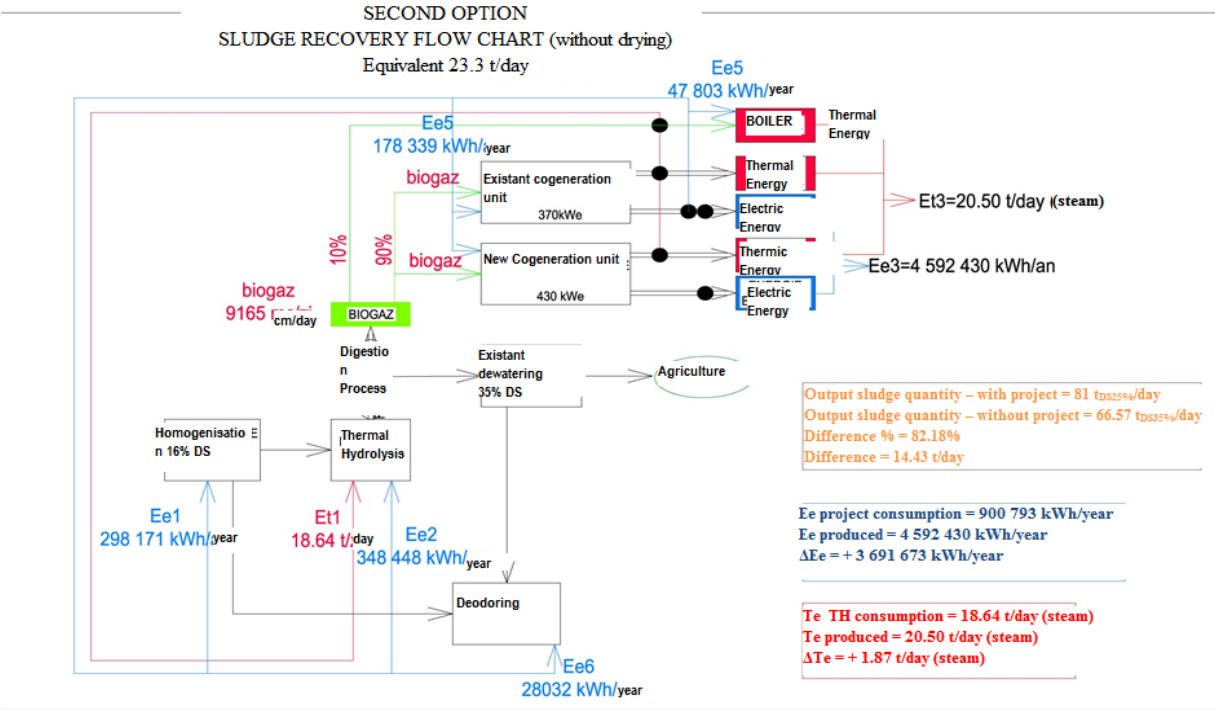 SECOND OPTION
SLUDGE RECOVERY FLOW CHART (without drying)
Equivalent 23.3 t/day
Ee5
47 803 kWh/year
BOILER
Thermal
Energy
Ee5
178 339 kWh/year
biogaz
Existant cogeneration
unit
370kWe
Thermal
Energy
Electric
Energy
Et3=20.50 t/day (steam)
10%
90%
biogaz
New Cogeneration unit
430 kWe
Thermic
Energy
Electric
Energy
Ee3=4 592 430 kWh/an
biogaz
9165 cm/day
BIOGAZ
Digestio
n
Process
Existant
dewatering
35% DS
Agriculture
Output sludge quantity – with project = 81 tDS25%/day
Output sludge quantity – without project = 66.57 tDS35%/day
Difference % = 82.18%
Difference = 14.43 t/day
Homogenisatio E
n 16% DS
Thermal
Hydrolysis
Ee1
298 171 kWh/year
Et1
18.64 t/day
Ee2
348 448 kWh/year
Ee project consumption = 900 793 kWh/year
Ee produced = 4 592 430 kWh/year
ΔEe = + 3 691 673 kWh/year
Deodoring
Te TH consumption = 18.64 t/day (steam)
Te produced = 20.50 t/day (steam)
ΔTe = + 1.87 t/day (steam)
Ee6
28032 kWh/year